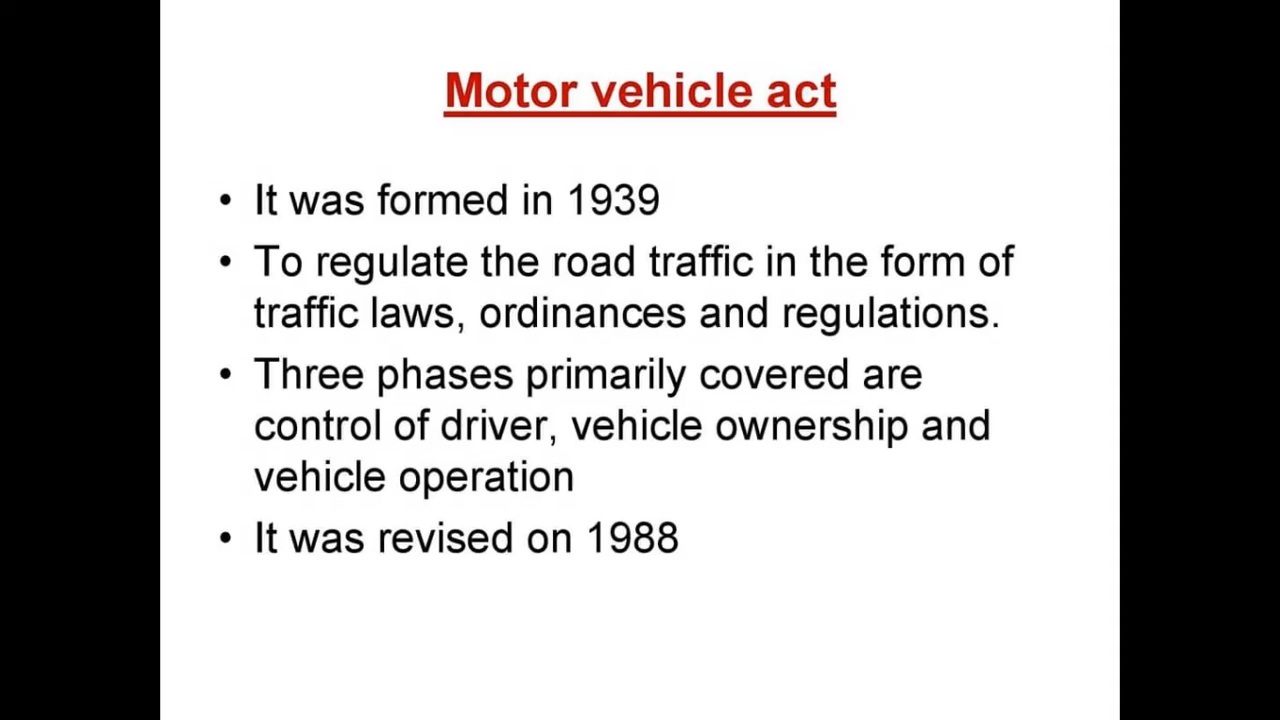 Motor vehicle act
• It was formed in 1939
• To regulate the road traffic in the form of
traffic laws, ordinances and regulations.
• Three phases primarily covered are
control of driver, vehicle ownership and
vehicle operation
• It was revised on 1988